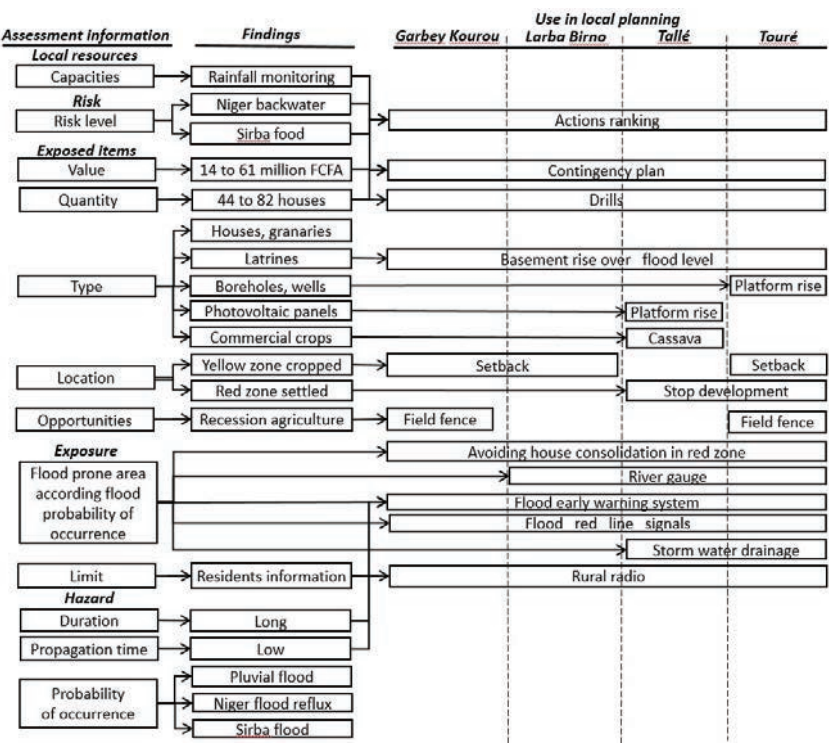 Use in local planning
Assessment information Findings Garbey Kourou Larba Birno Tallé Touré
Local resources
Capacities Rainfall monitoring
Risk
Niger backwater
Risk level
Actions ranking
Sirba food
Exposed Items
Value 14 to 61 million FCFA Contingency plan
Quantity 44 to 82 houses Drills
Houses, granaries
Latrines Basement rise over flood level
Type Boreholes, wells Platform rise
Photovoltaic panels Platform rise
Commercial crops Cassava
Yellow zone cropped Setback Setback
Location
Red zone settled Stop development
Opportunities Recession agriculture Field fence Field fence
Exposure
Avoiding house consolidation in red zone
Flood prone area
according flood
probability of
occurrence
River gauge
Flood early warning system
Flood red line signals
Storm water drainage
Limit Residents information Rural radio
Hazard
Duration Long
Propagation time Low
Pluvial flood
Probability
of occurrence
Niger flood reflux
Sirba flood